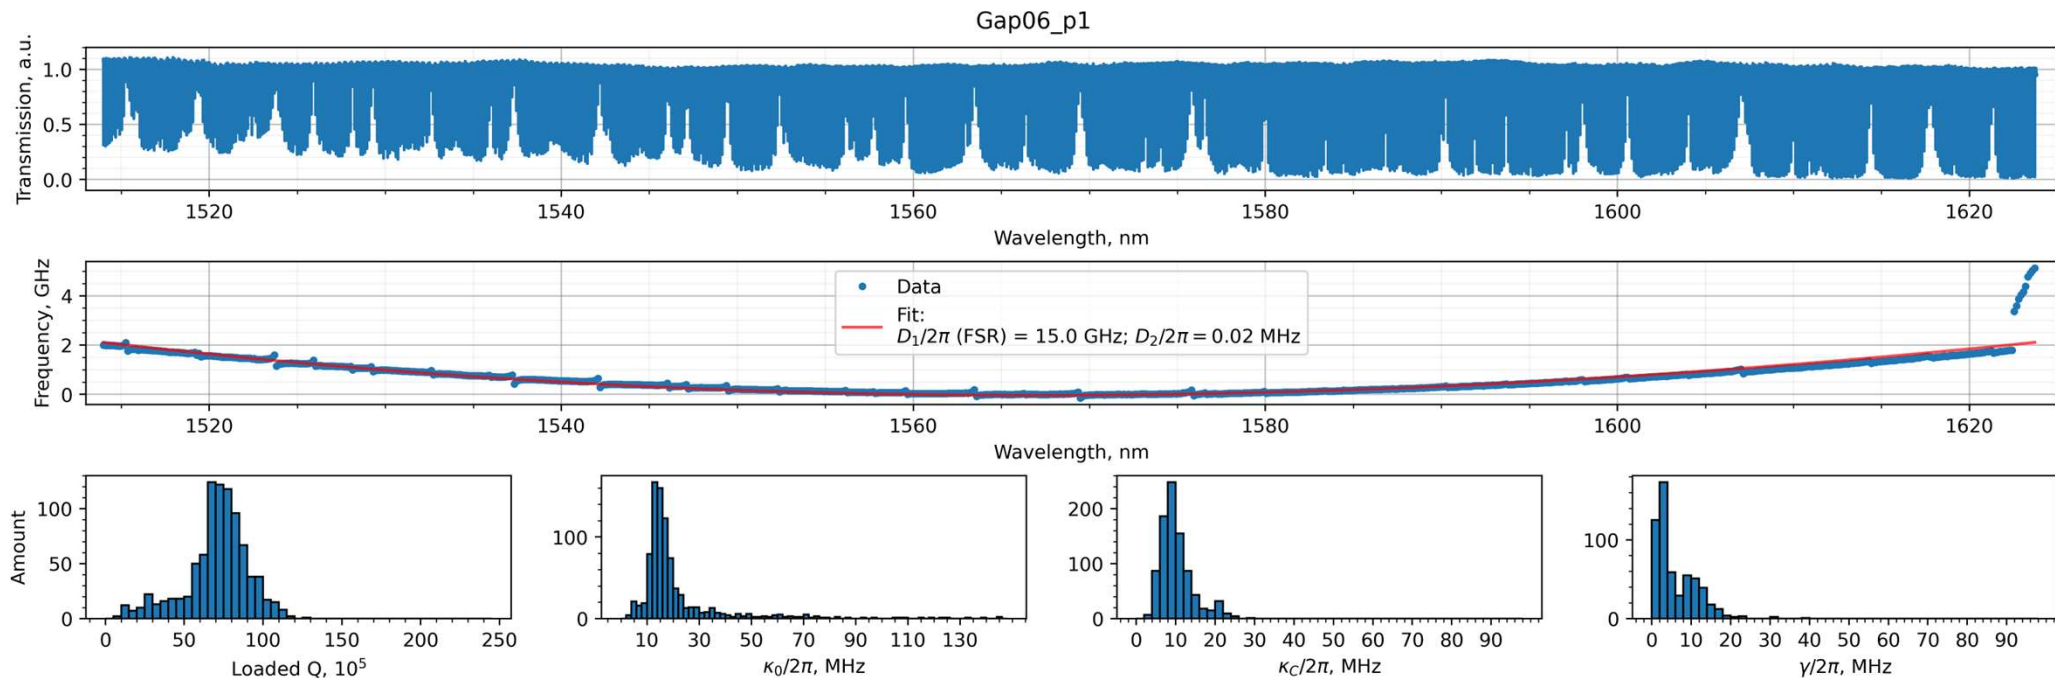 Gap06_p1
Transmission, a.u.
1.0
0.5
0.0
1520 1540 1560 1580 1600 1620
Wavelength, nm
Frequency, GHz
4
2
0
Data
Fit:
D₁/2π (FSR) = 15.0 GHz; D₂/2π = 0.02 MHz
1520 1540 1560 1580 1600 1620
Wavelength, nm
Amount
100
50
0
0 50 100 150 200 250
Loaded Q, 10⁵
100
0
10 30 50 70 90 110 130
κ₀/2π, MHz
200
100
0
0 10 20 30 40 50 60 70 80 90
κ_C/2π, MHz
100
0
0 10 20 30 40 50 60 70 80 90
γ/2π, MHz